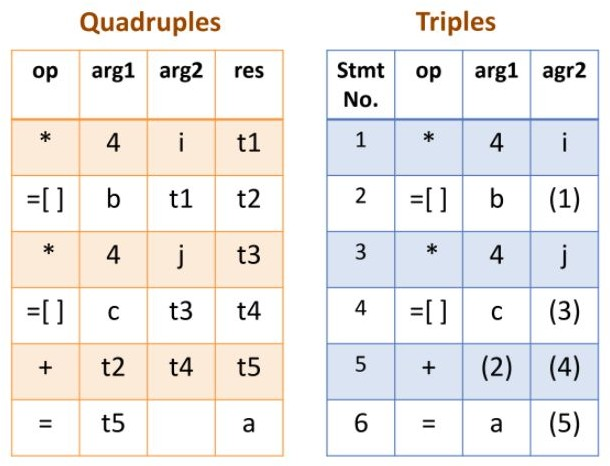 Quadruples
op arg1 arg2 res
* 4 i t1
=[ ] b t1 t2
* 4 j t3
=[ ] c t3 t4
+ t2 t4 t5
= t5 a
Triples
Stmt No. op arg1 agr2
1 * 4 i
2 =[ ] b (1)
3 * 4 j
4 =[ ] c (3)
5 + (2) (4)
6 = a (5)